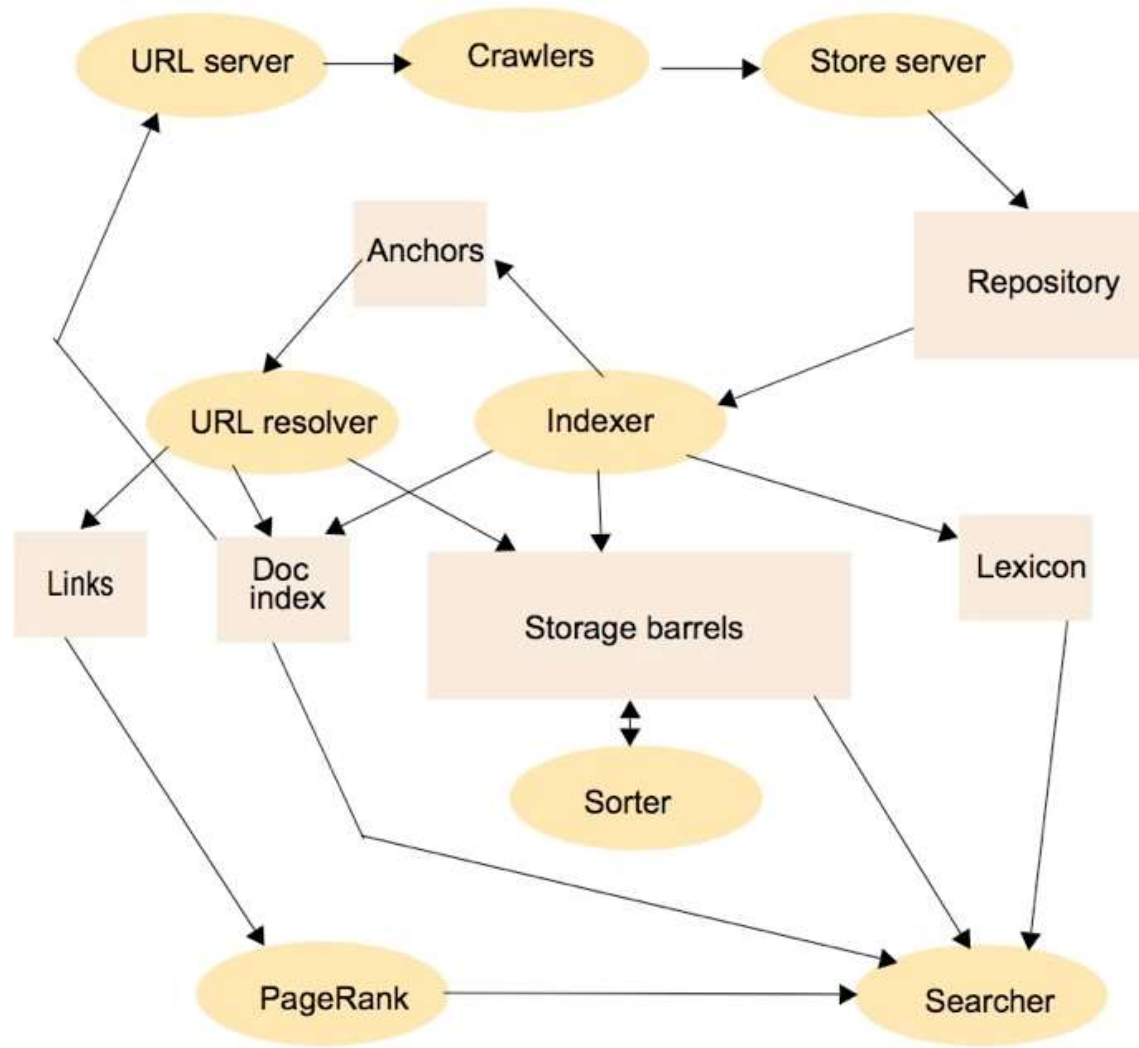 URL server
Crawlers
Store server
Anchors
Repository
URL resolver
Indexer
Links
Doc
index
Storage barrels
Lexicon
Sorter
PageRank
Searcher